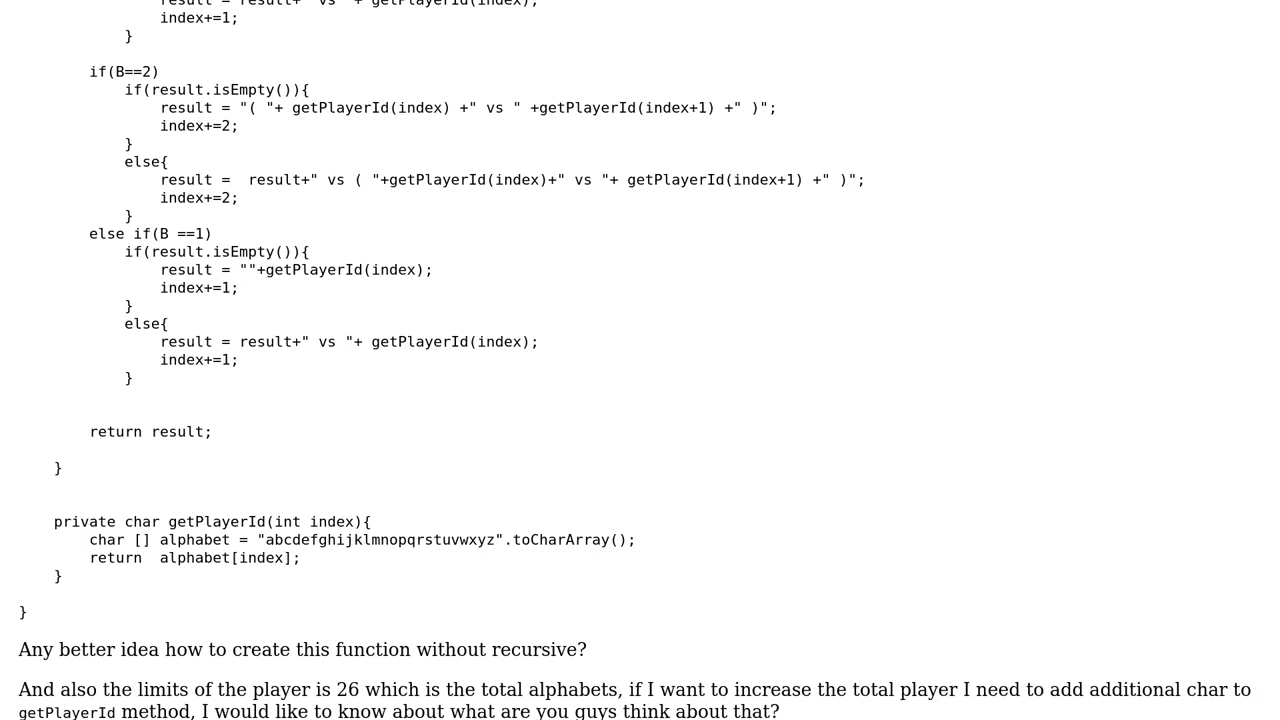 result = result+" vs "+ getPlayerId(index);
index+=1;
}
if(B==2)
if(result.isEmpty()){
result = "( "+ getPlayerId(index) +" vs " +getPlayerId(index+1) +" )";
index+=2;
}
else{
result =  result+" vs ( "+getPlayerId(index)+" vs "+ getPlayerId(index+1) +" )";
index+=2;
}
else if(B ==1)
if(result.isEmpty()){
result = ""+getPlayerId(index);
index+=1;
}
else{
result = result+" vs "+ getPlayerId(index);
index+=1;
}
return result;
}
private char getPlayerId(int index){
char [] alphabet = "abcdefghijklmnopqrstuvwxyz".toCharArray();
return  alphabet[index];
}
}
Any better idea how to create this function without recursive?
And also the limits of the player is 26 which is the total alphabets, if I want to increase the total player I need to add additional char to
getPlayerId method, I would like to know about what are you guys think about that?